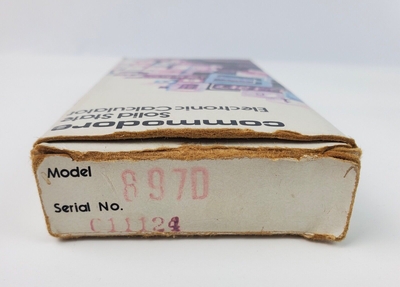 commodore
Solid State
Electronic Calculator
Model 897D
Serial No. C11124